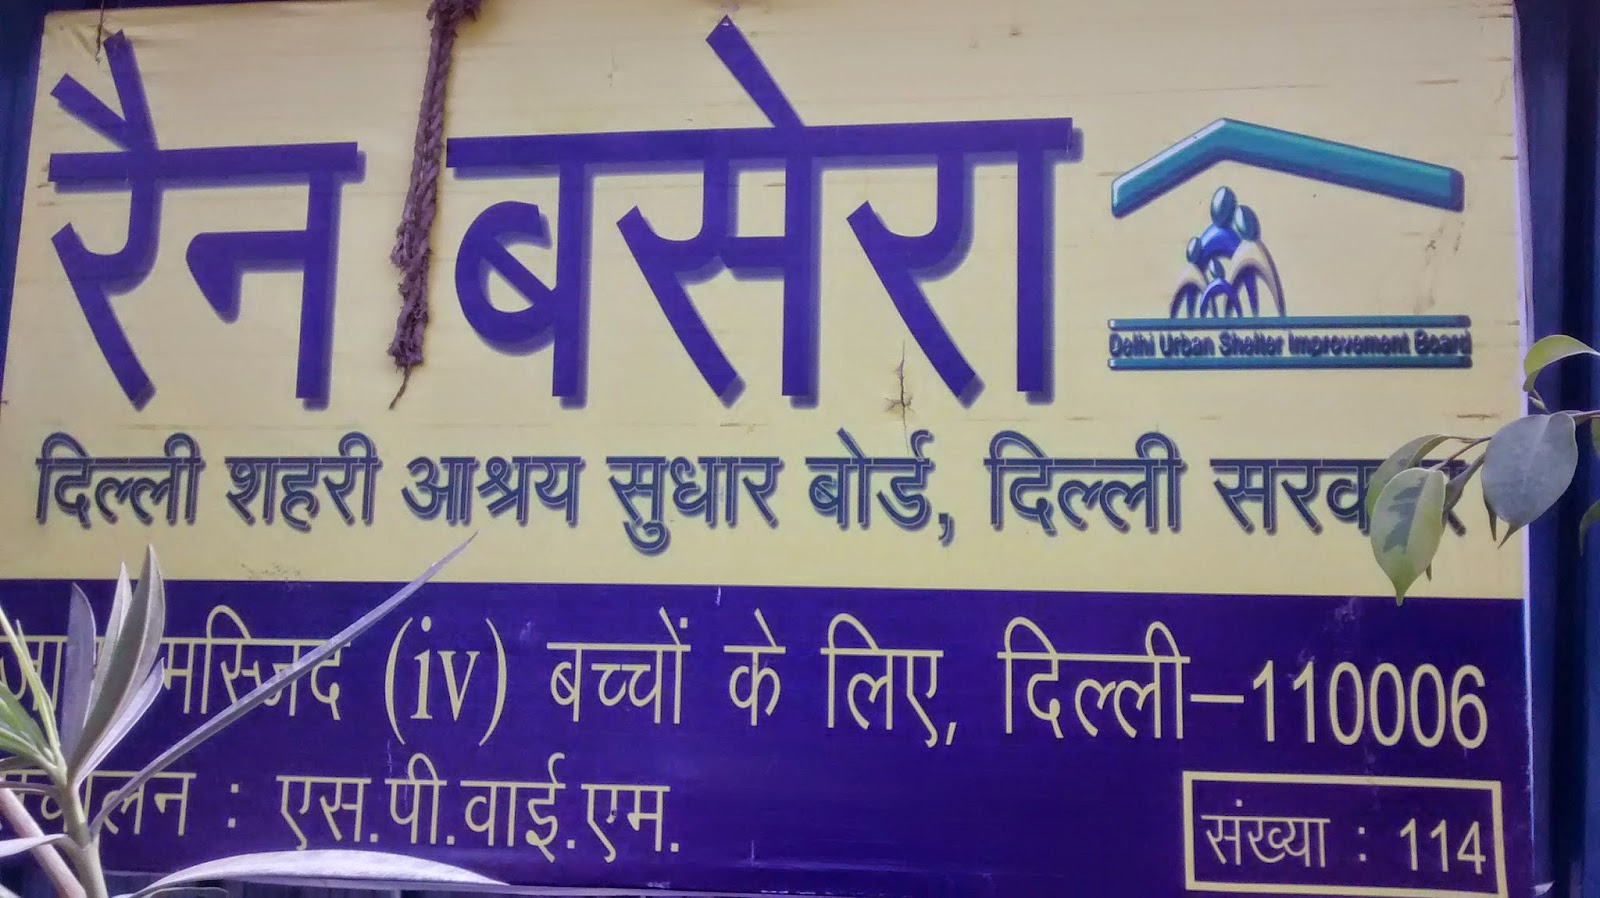 रैन बसेरा
Delhi Urban Shelter Improvement Board
दिल्ली शहरी आश्रय सुधार बोर्ड, दिल्ली सरकार
मस्जिद (iv) बच्चों के लिए, दिल्ली–110006
संचालन : एस.पी.वाई.एम.
संख्या : 114